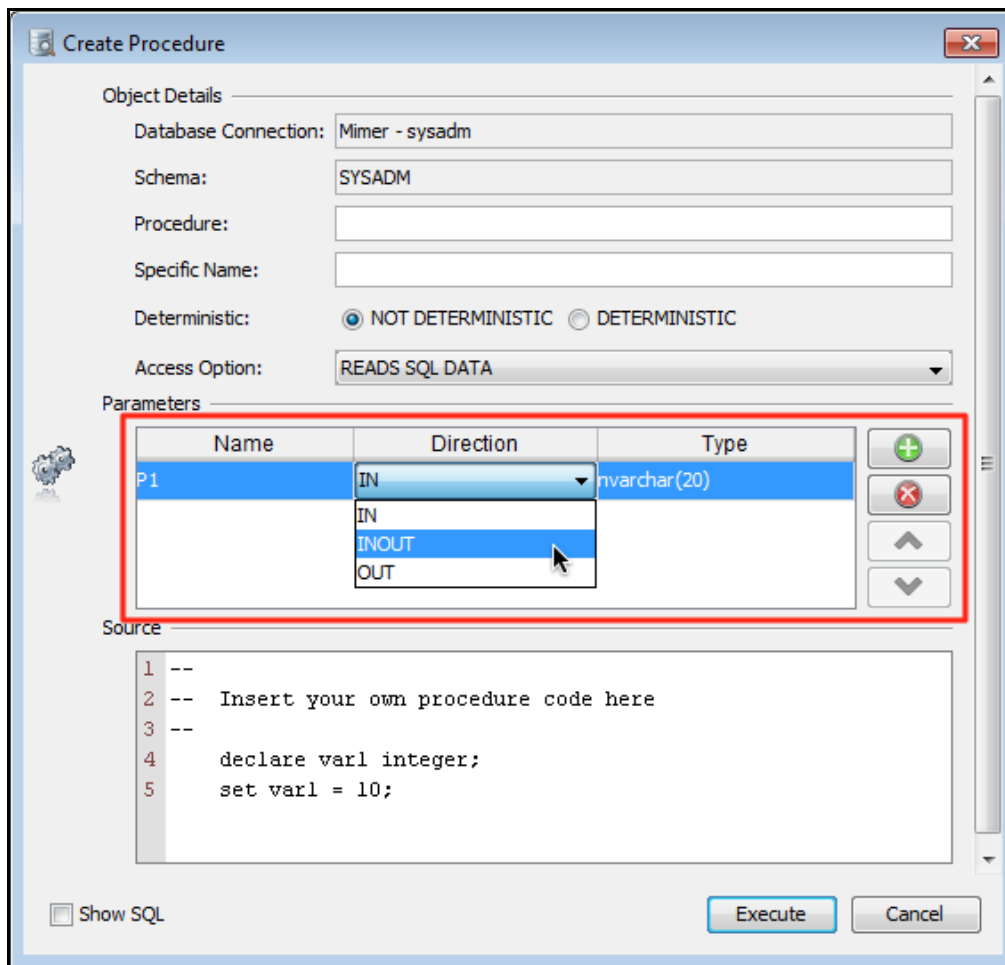 Create Procedure
Object Details
Database Connection: Mimer - sysadm
Schema: SYSADM
Procedure:
Specific Name:
Deterministic: NOT DETERMINISTIC DETERMINISTIC
Access Option: READS SQL DATA
Parameters
Name Direction Type
P1 IN nvarchar(20)
IN
INOUT
OUT
Source
1 --
2 -- Insert your own procedure code here
3 --
4 declare var1 integer;
5 set var1 = 10;
Show SQL Execute Cancel